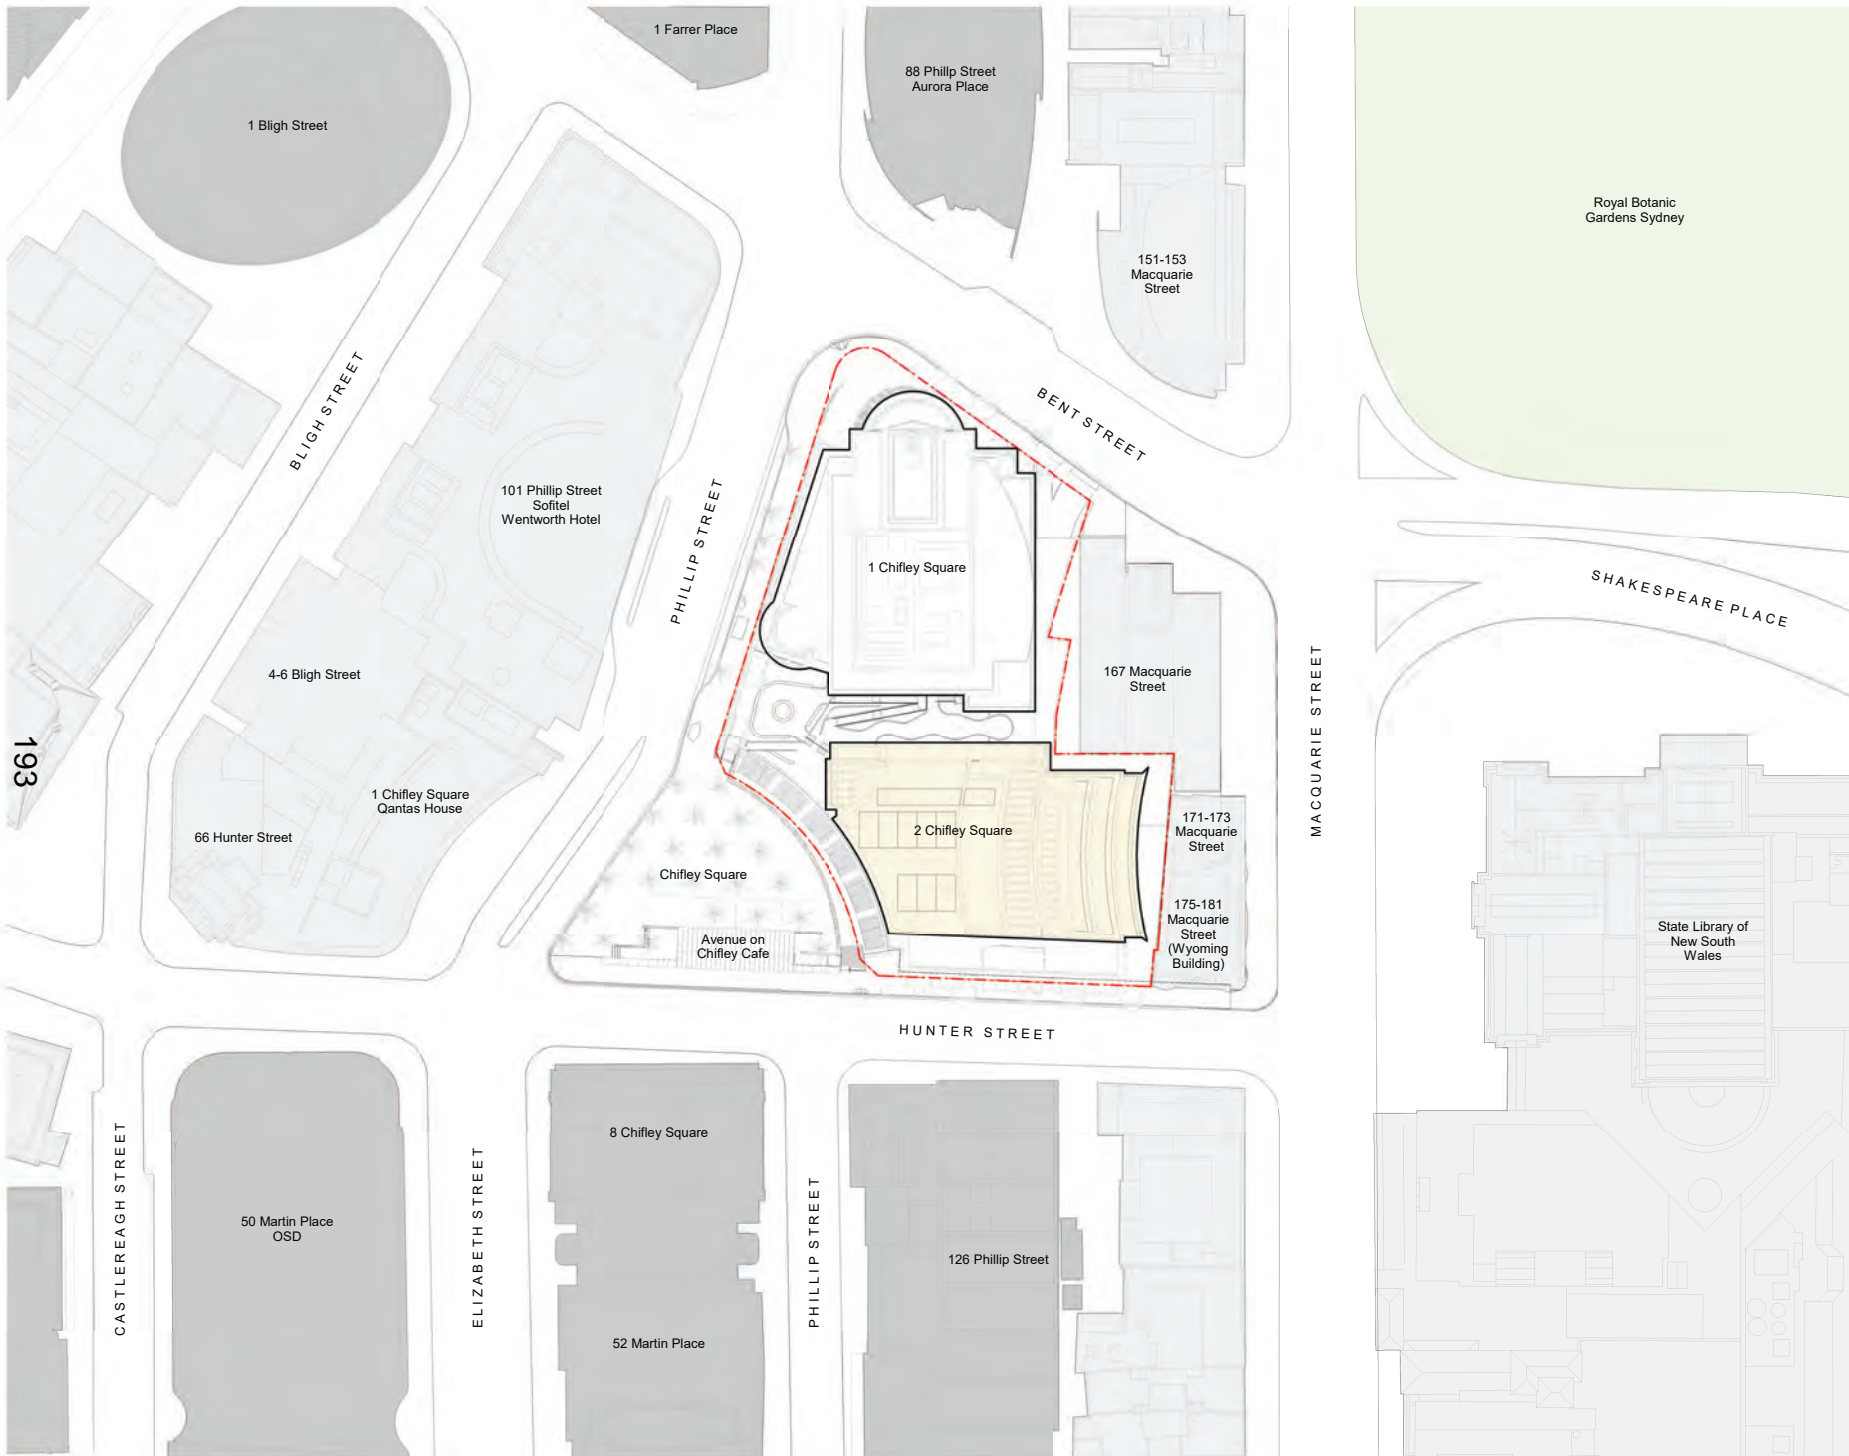 1 Farrer Place
88 Phillp Street
Aurora Place
1 Bligh Street
Royal Botanic
Gardens Sydney
151-153
Macquarie
Street
BLIGH STREET
BENT STREET
101 Phillip Street
Sofitel
Wentworth Hotel
PHILLIP STREET
1 Chifley Square
SHAKESPEARE PLACE
4-6 Bligh Street
167 Macquarie
Street
MACQUARIE STREET
193
1 Chifley Square
Qantas House
66 Hunter Street
2 Chifley Square
171-173
Macquarie
Street
Chifley Square
175-181
Macquarie
Street
(Wyoming
Building)
Avenue on
Chifley Cafe
State Library of
New South
Wales
HUNTER STREET
8 Chifley Square
CASTLEREAGH STREET
50 Martin Place
OSD
ELIZABETH STREET
PHILLIP STREET
126 Phillip Street
52 Martin Place